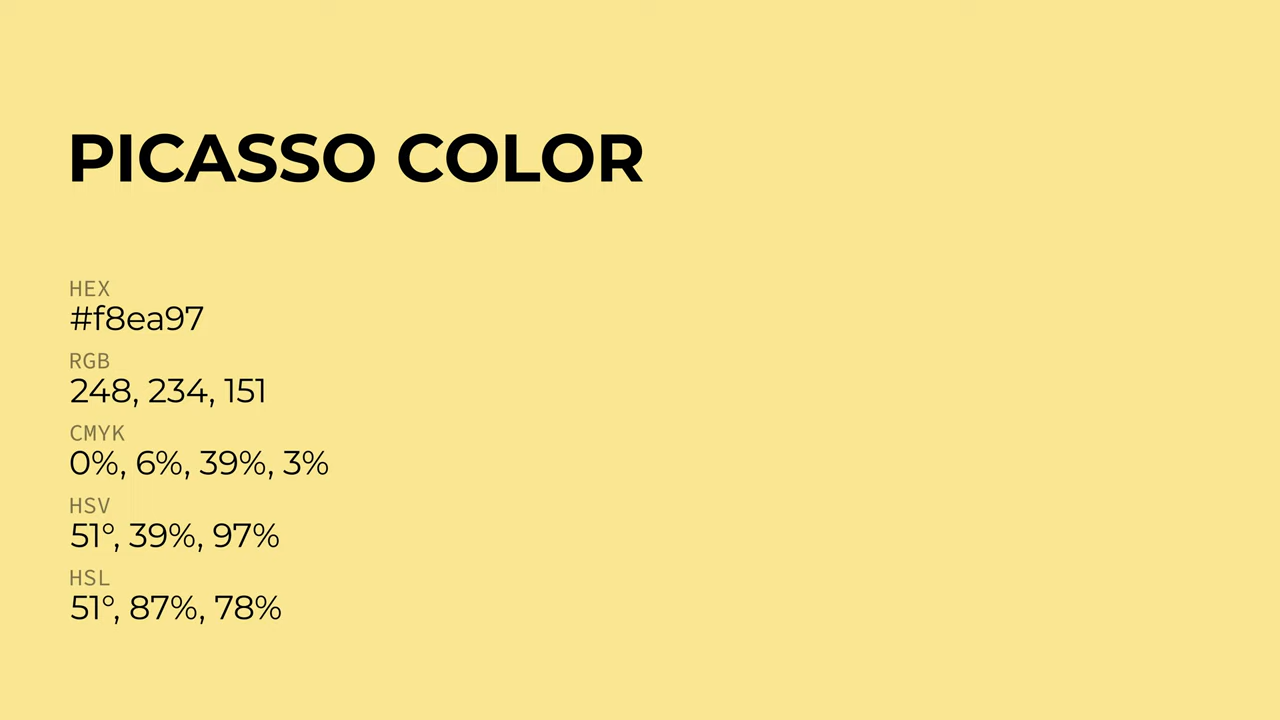 PICASSO COLOR
HEX
#f8ea97
RGB
248, 234, 151
CMYK
0%, 6%, 39%, 3%
HSV
51°, 39%, 97%
HSL
51°, 87%, 78%